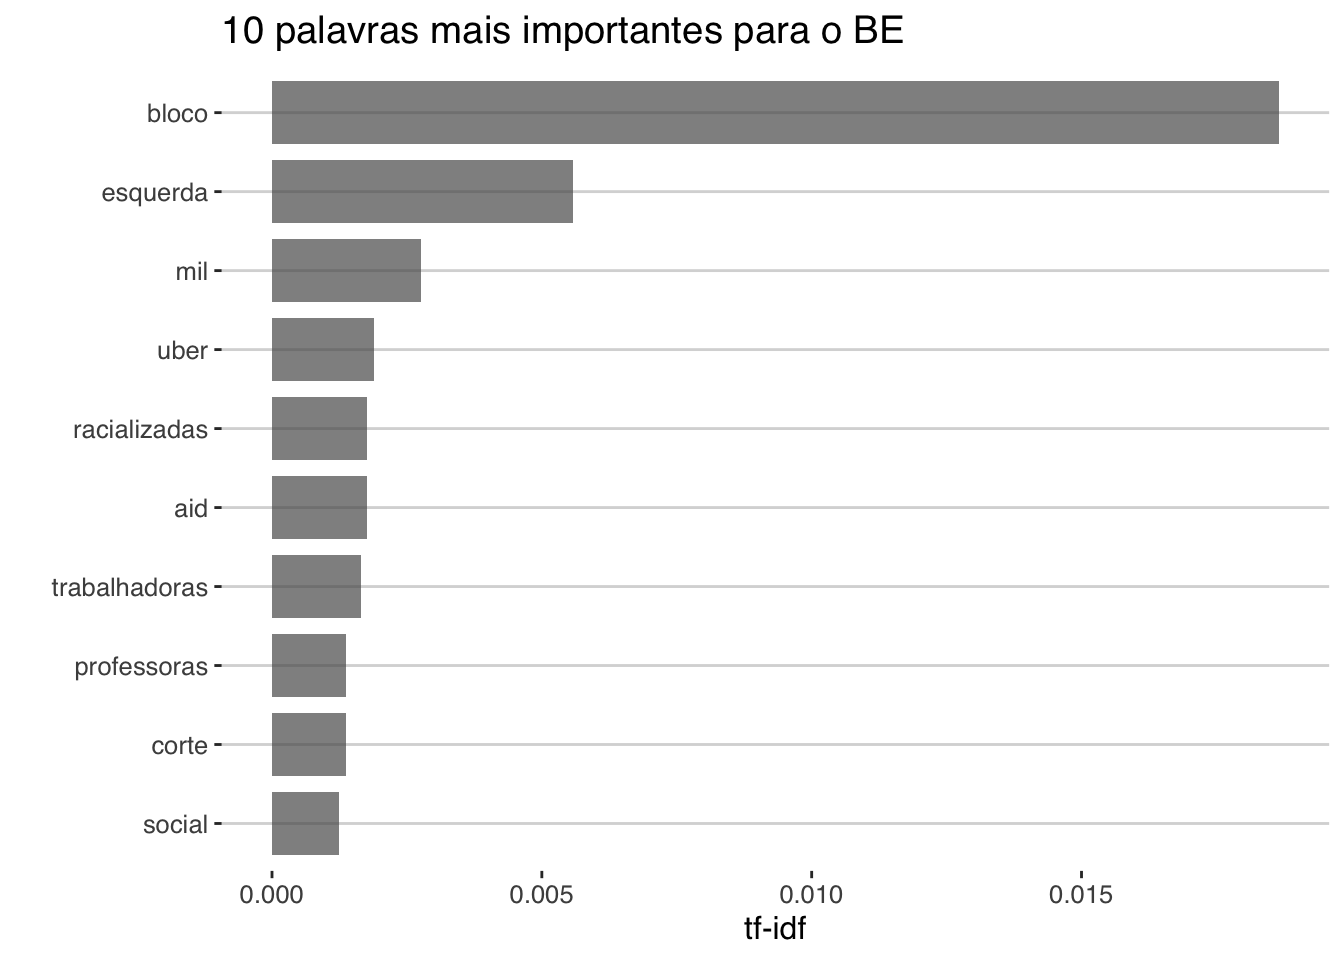 10 palavras mais importantes para o BE
bloco
esquerda
mil
uber
racializadas
aid
trabalhadoras
professoras
corte
social
0.000 0.005 0.010 0.015
tf-idf